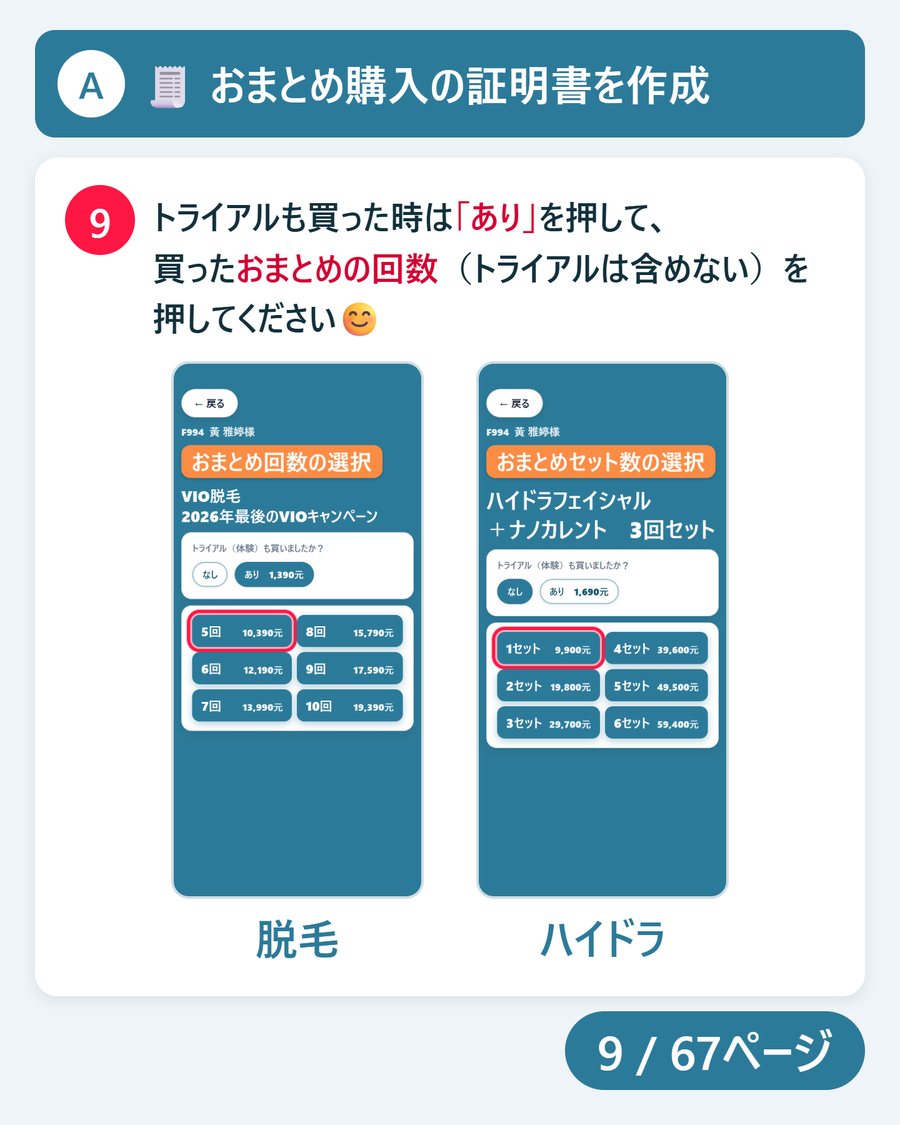 A おまとめ購入の証明書を作成
9 トライアルも買った時は「あり」を押して、
買ったおまとめの回数（トライアルは含めない）を
押してください
← 戻る
F994 黃 雅婷様
おまとめ回数の選択
VIO脱毛
2026年最後のVIOキャンペーン
トライアル（体験）も買いましたか？
なし あり 1,390元
5回 10,390元 8回 15,790元
6回 12,190元 9回 17,590元
7回 13,990元 10回 19,390元
脱毛
← 戻る
F994 黃 雅婷様
おまとめセット数の選択
ハイドラフェイシャル
＋ナノカレント　3回セット
トライアル（体験）も買いましたか？
なし あり 1,690元
1セット 9,900元 4セット 39,600元
2セット 19,800元 5セット 49,500元
3セット 29,700元 6セット 59,400元
ハイドラ
9 / 67ページ